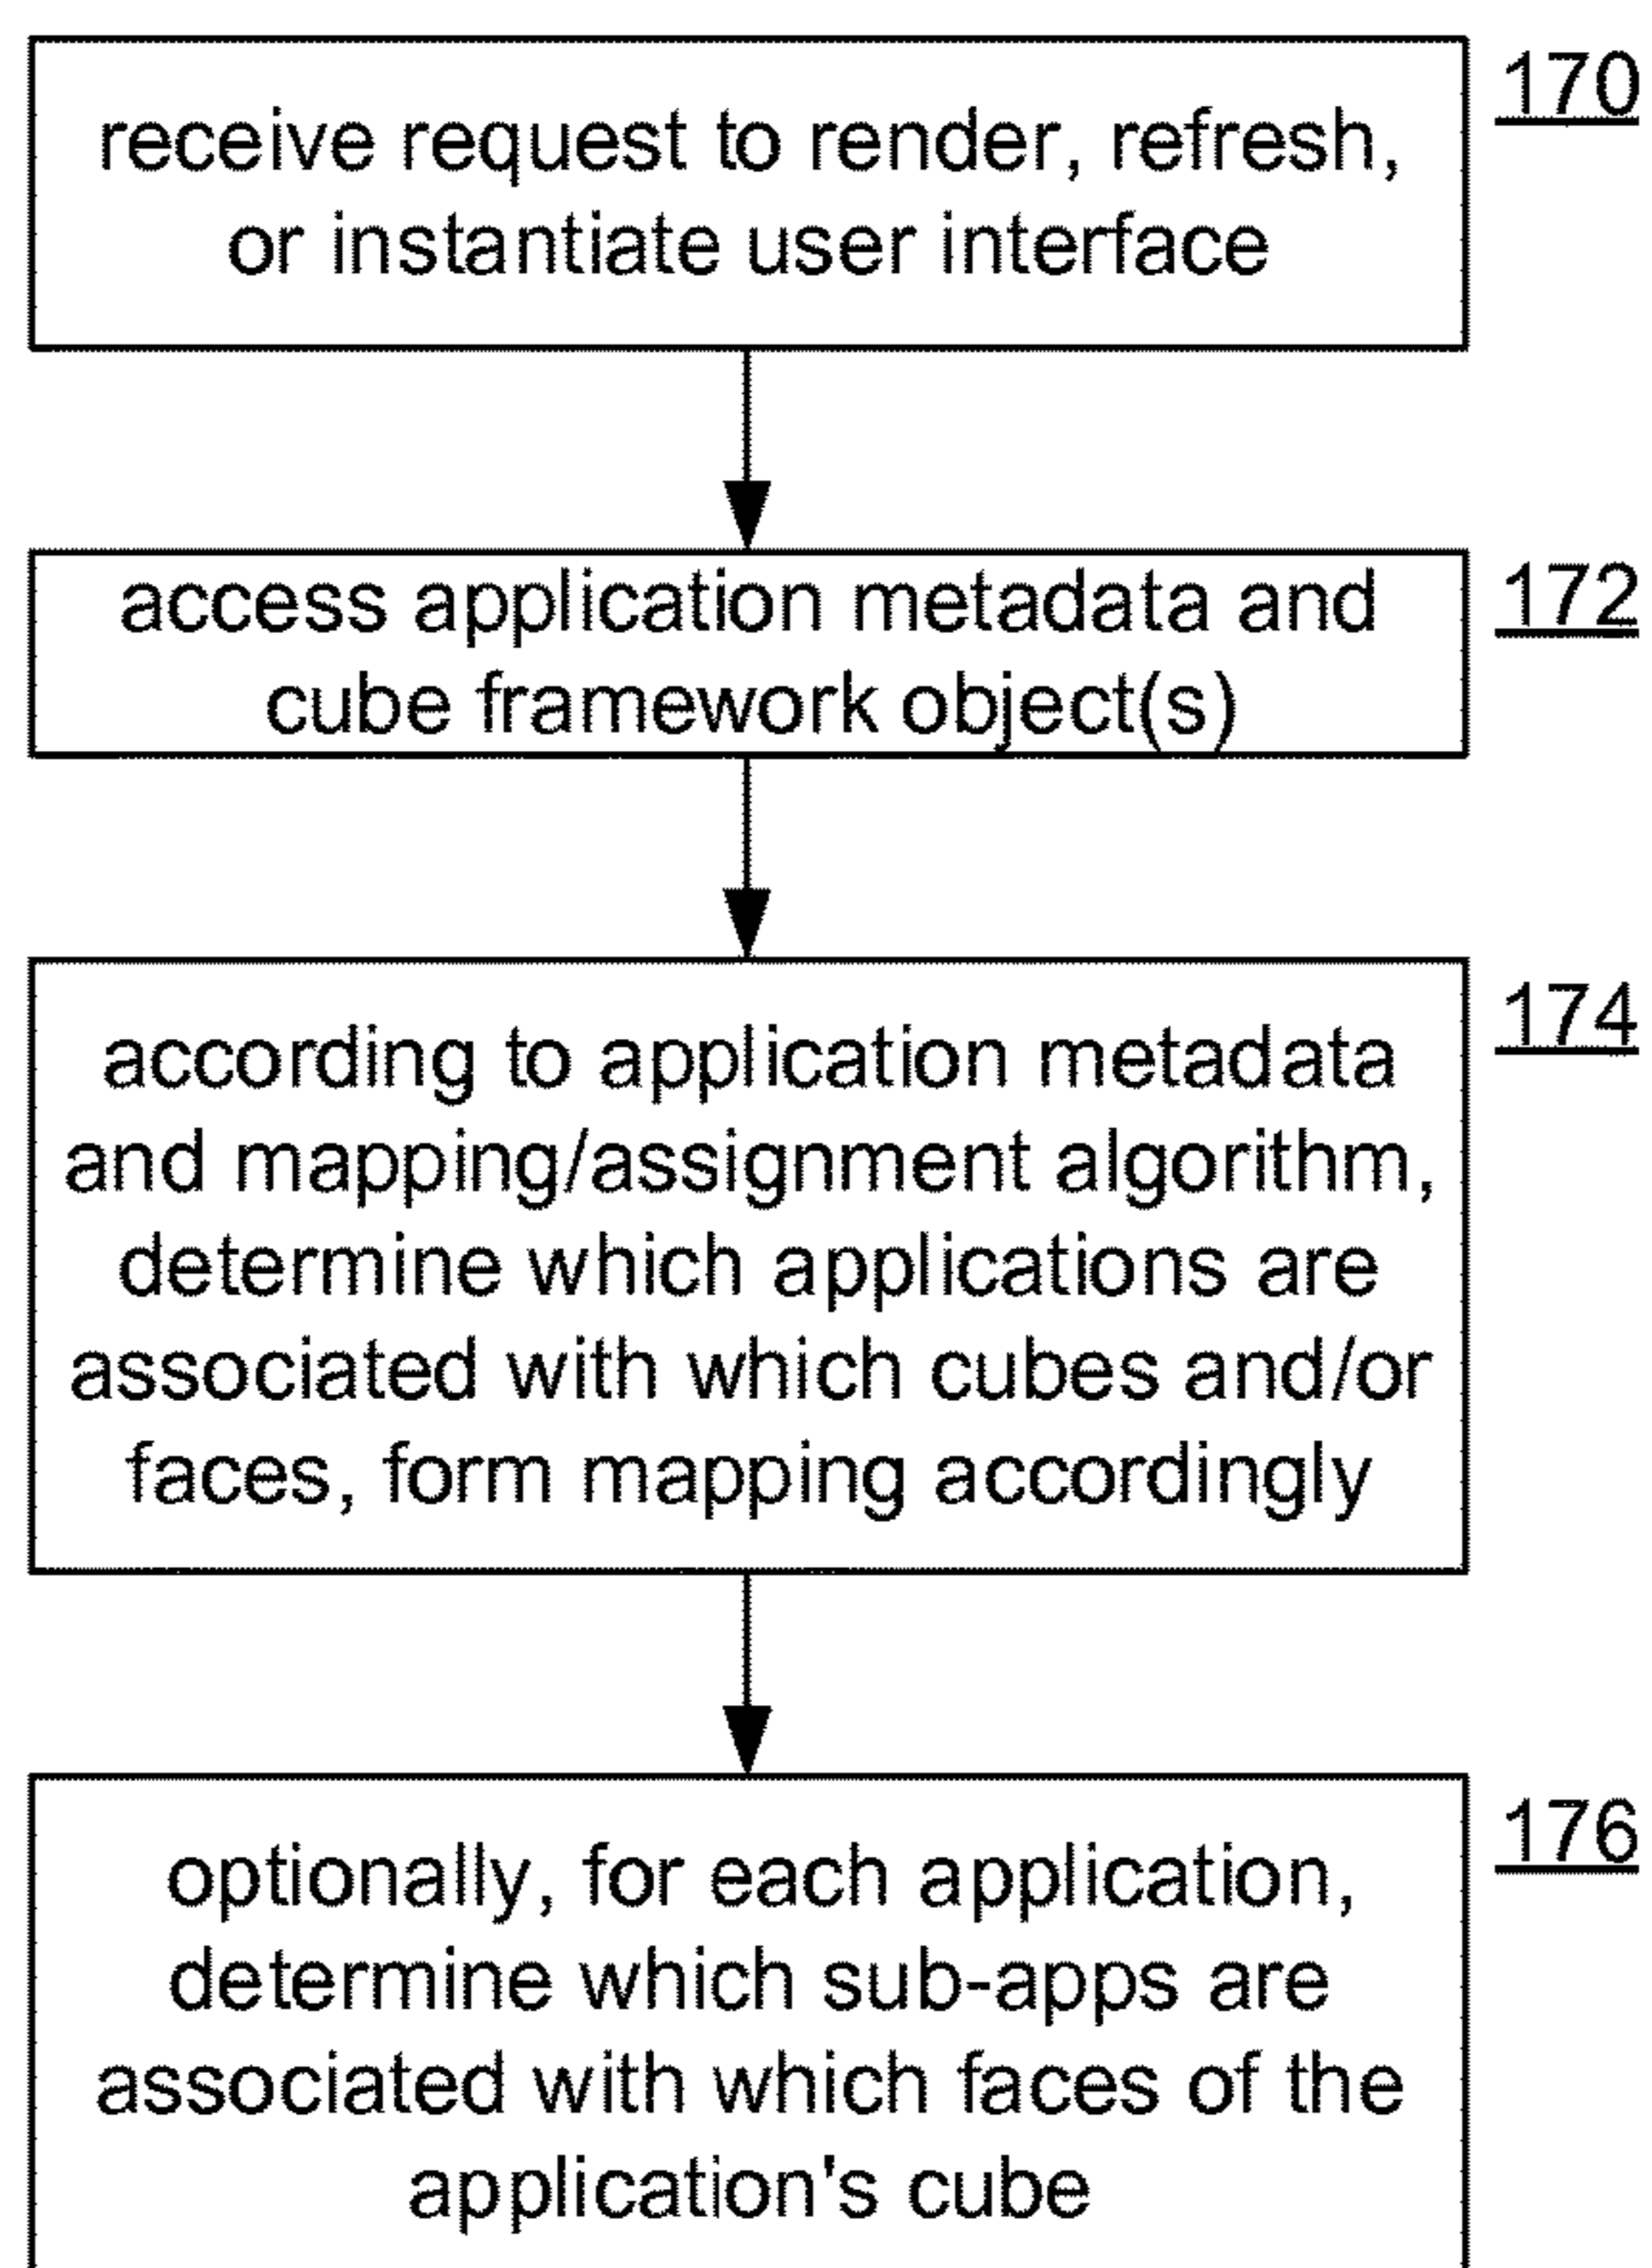 receive request to render, refresh,
or instantiate user interface
170
access application metadata and
cube framework object(s)
172
according to application metadata
and mapping/assignment algorithm,
determine which applications are
associated with which cubes and/or
faces, form mapping accordingly
174
optionally, for each application,
determine which sub-apps are
associated with which faces of the
application's cube
176